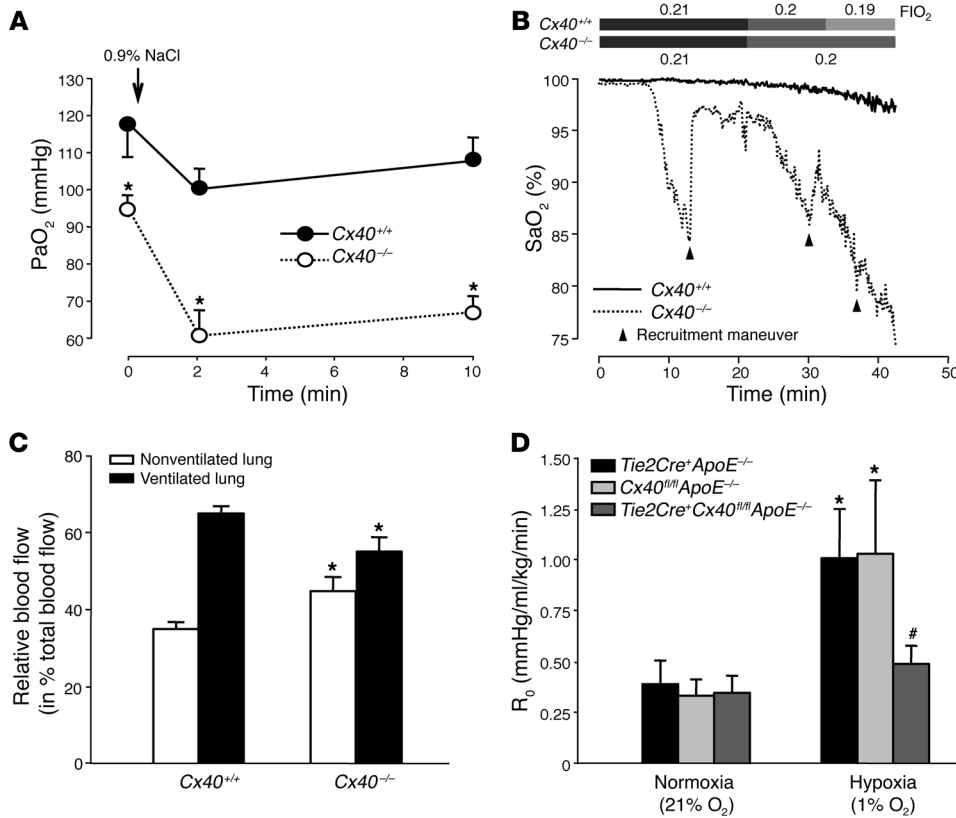 A
0.9% NaCl
130
120
110
100
90
80
70
60
PaO₂ (mmHg)
*
*
*
Cx40⁺/⁺
Cx40⁻/⁻
0 2 4 6 8 10
Time (min)
B
0.21 0.2 0.19 FIO₂
Cx40⁺/⁺
Cx40⁻/⁻
0.21 0.2
100
95
90
85
80
75
SaO₂ (%)
Cx40⁺/⁺
Cx40⁻/⁻
Recruitment maneuver
0 10 20 30 40 50
Time (min)
C
Nonventilated lung
Ventilated lung
80
60
40
20
0
Relative blood flow
(in % total blood flow)
* *
Cx40⁺/⁺ Cx40⁻/⁻
D
Tie2Cre⁺ApoE⁻/⁻
Cx40ᶠˡ/ᶠˡApoE⁻/⁻
Tie2Cre⁺Cx40ᶠˡ/ᶠˡApoE⁻/⁻
1.50
1.25
1.00
0.75
0.50
0.25
0
R₀ (mmHg/ml/kg/min)
* *
#
Normoxia
(21% O₂)
Hypoxia
(1% O₂)